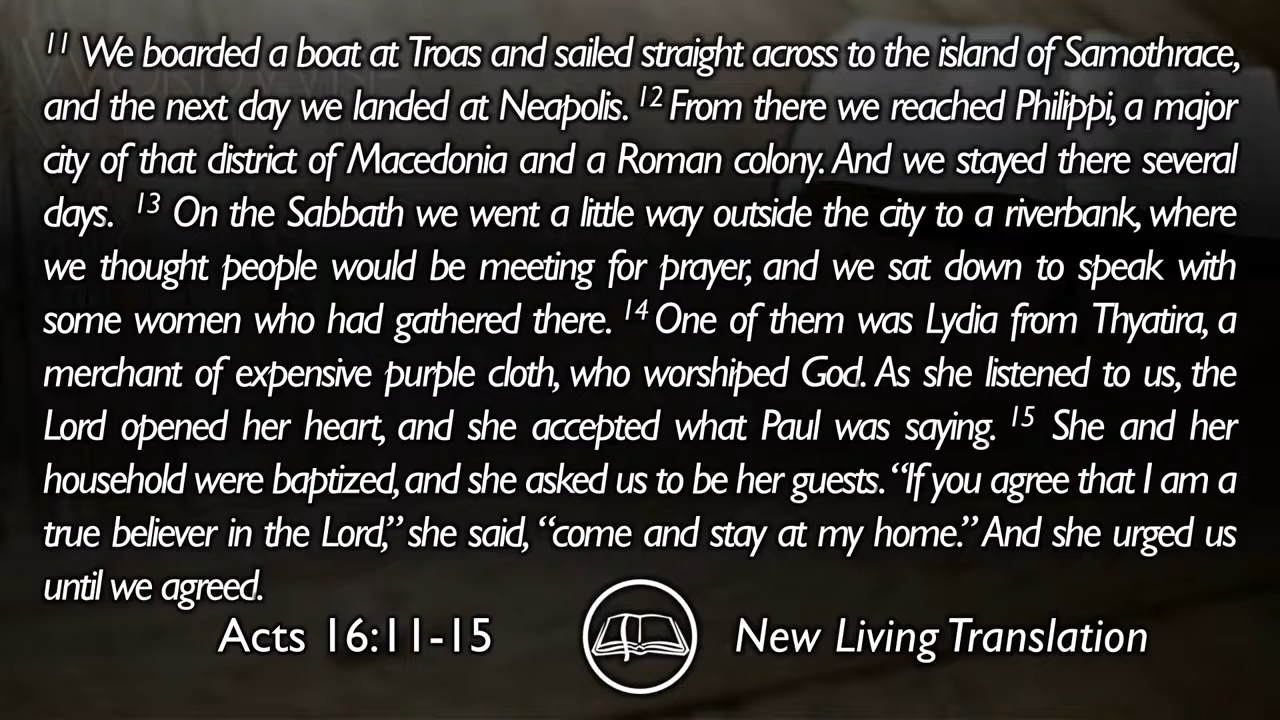 11 We boarded a boat at Troas and sailed straight across to the island of Samothrace,
and the next day we landed at Neapolis. 12 From there we reached Philippi, a major
city of that district of Macedonia and a Roman colony. And we stayed there several
days. 13 On the Sabbath we went a little way outside the city to a riverbank, where
we thought people would be meeting for prayer, and we sat down to speak with
some women who had gathered there. 14 One of them was Lydia from Thyatira, a
merchant of expensive purple cloth, who worshiped God. As she listened to us, the
Lord opened her heart, and she accepted what Paul was saying. 15 She and her
household were baptized, and she asked us to be her guests. “If you agree that I am a
true believer in the Lord,” she said, “come and stay at my home.” And she urged us
until we agreed.
Acts 16:11-15
New Living Translation